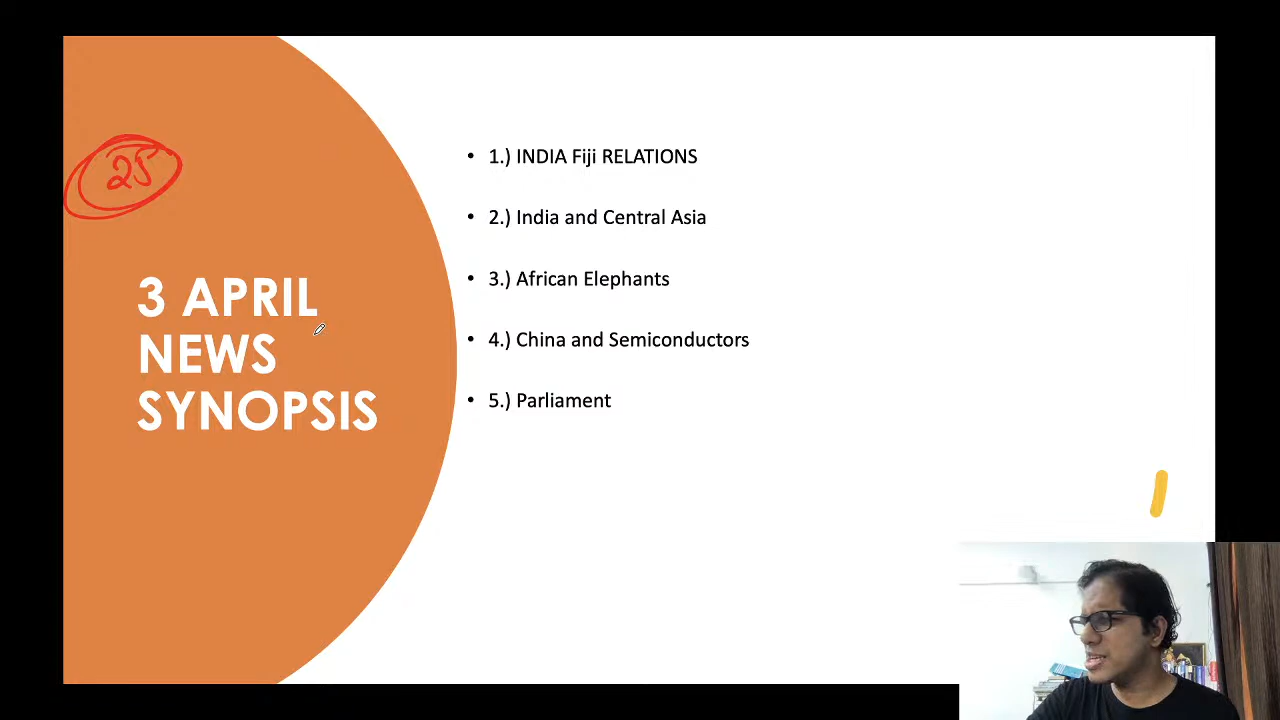 25
3 APRIL
NEWS
SYNOPSIS
• 1.) INDIA Fiji RELATIONS
• 2.) India and Central Asia
• 3.) African Elephants
• 4.) China and Semiconductors
• 5.) Parliament